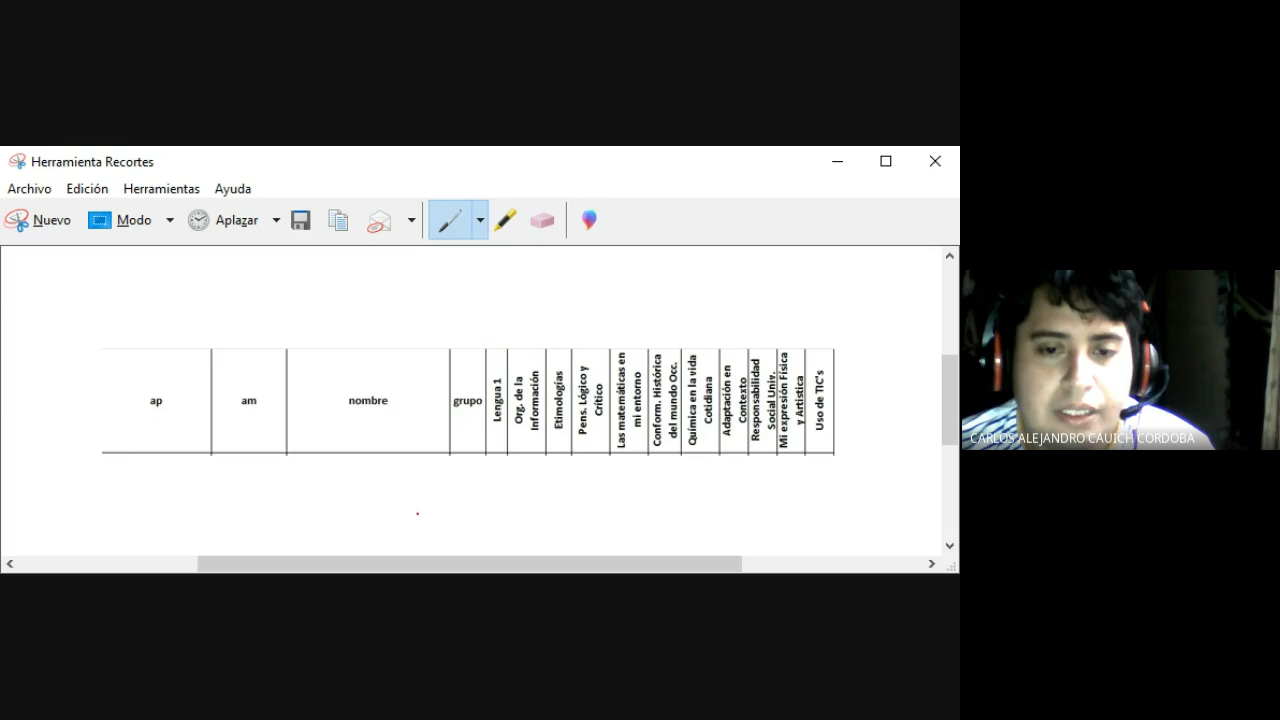 Herramienta Recortes
Archivo Edición Herramientas Ayuda
Nuevo Modo Aplazar
ap
am
nombre
grupo
Lengua 1
Org. de la
Información
Etimologías
Pens. Lógico y
Crítico
Las matemáticas en
mi entorno
Conform. Histórica
del mundo Occ.
Química en la vida
Cotidiana
Adaptación en
Contexto
Responsabilidad
Social Univ.
Mi expresión Física
y Artistica
Uso de TIC's
CARLOS ALEJANDRO CAUICH CORDOBA